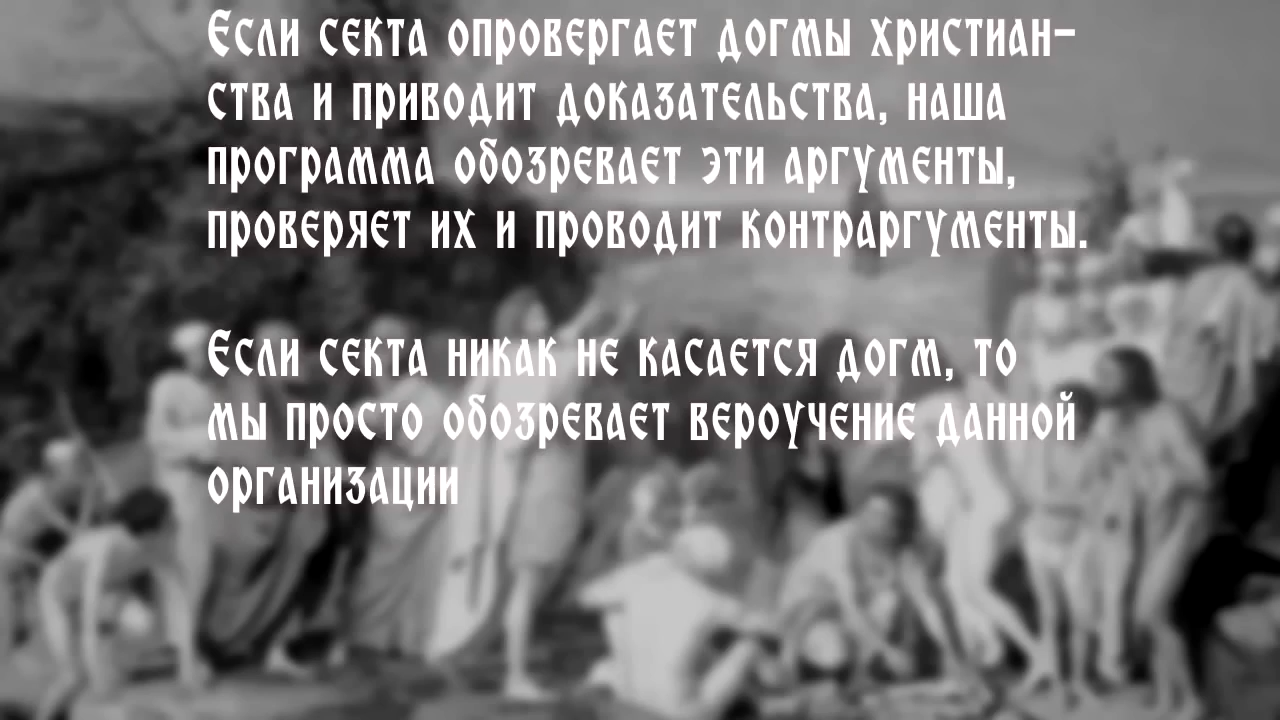 Если секта опровергает догмы христиан-
ства и приводит доказательства, наша
программа обозревает эти аргументы,
проверяет их и проводит контраргументы.
Если секта никак не касается догм, то
мы просто обозревает вероучение данной
организации